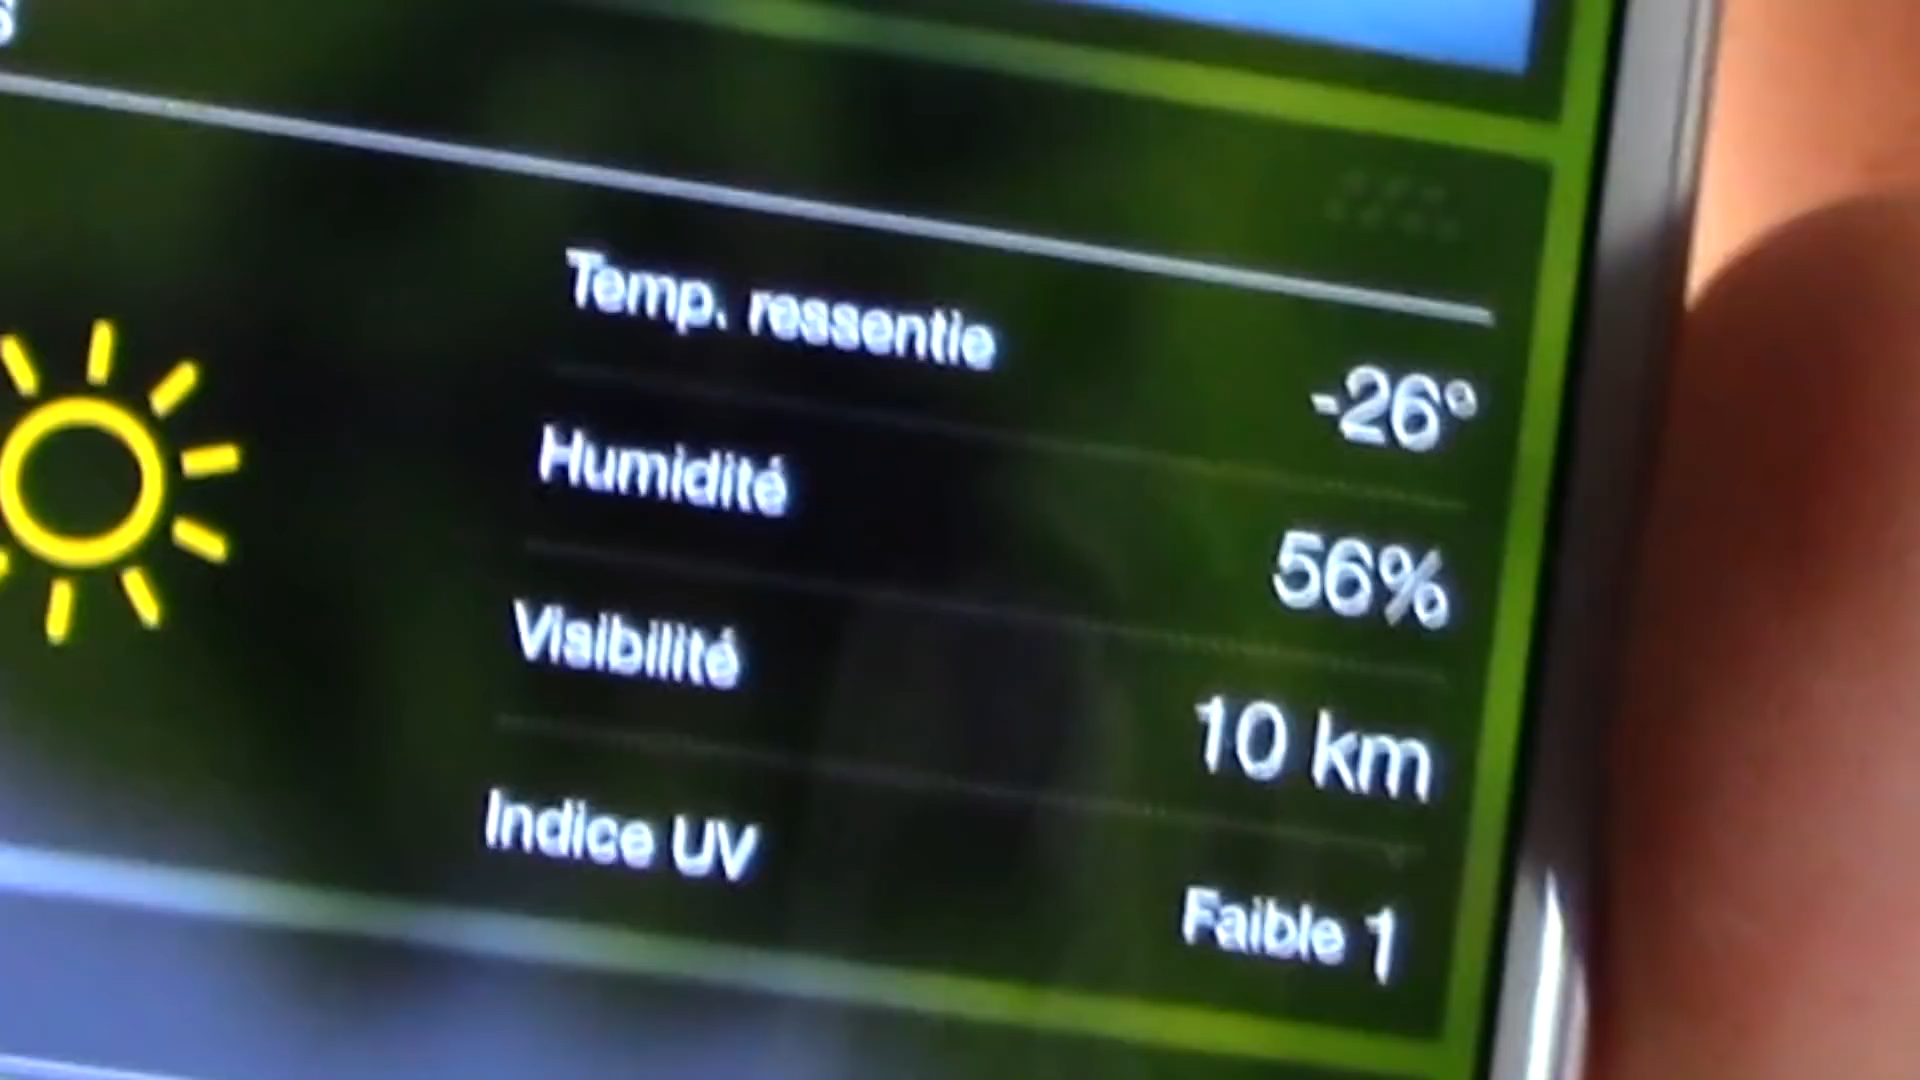 Temp. ressentie
-26°
Humidité
56%
Visibilité
10 km
Indice UV
Faible 1